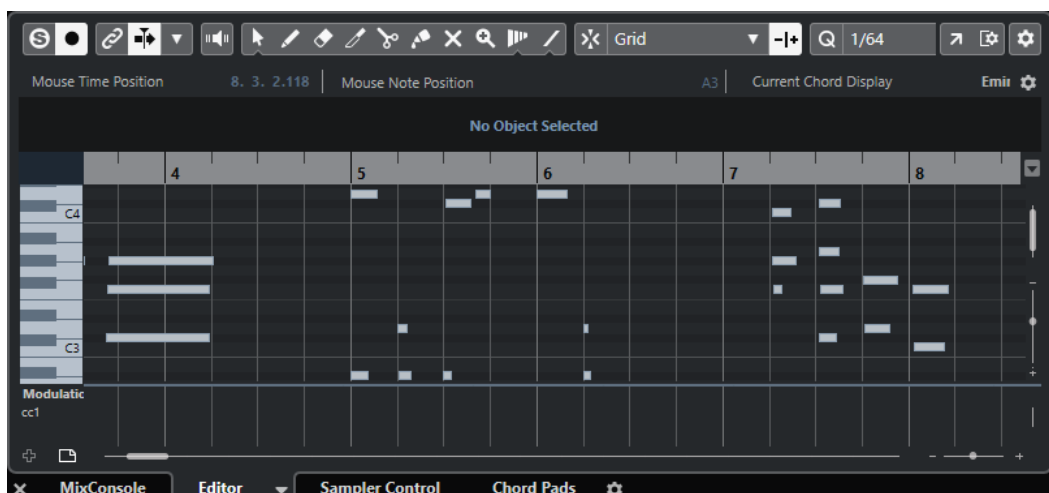 S Grid Q 1/64
Mouse Time Position 8. 3. 2.118 Mouse Note Position A3 Current Chord Display
No Object Selected
4 5 6 7 8
C4
C3
Modulatic
cc1
MixConsole Editor Sampler Control Chord Pads